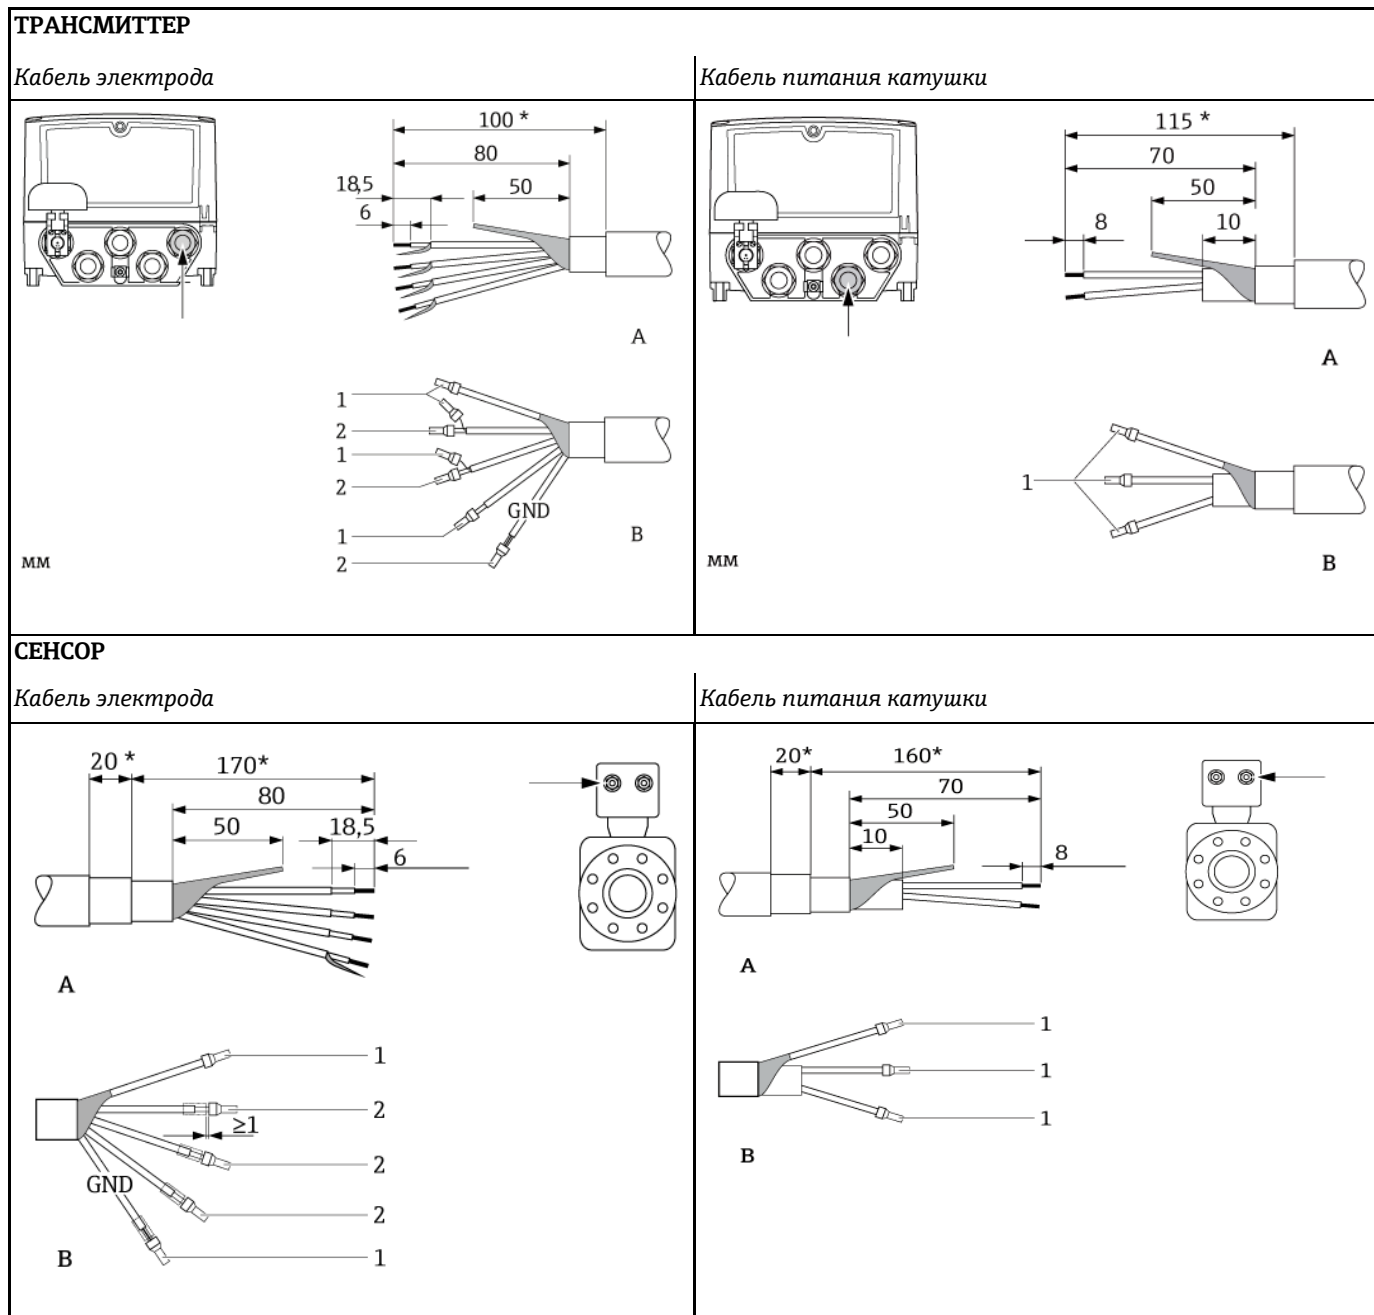 ТРАНСМИТТЕР
Кабель электрода
Кабель питания катушки
100 *
80
18,5
50
6
A
1
2
1
2
GND
1
B
2
мм
115 *
70
50
8
10
A
1
B
мм
СЕНСОР
Кабель электрода
Кабель питания катушки
20 *
170*
80
50
18,5
6
A
1
2
≥1
2
GND
2
B
1
20*
160*
70
50
10
8
A
1
1
1
B